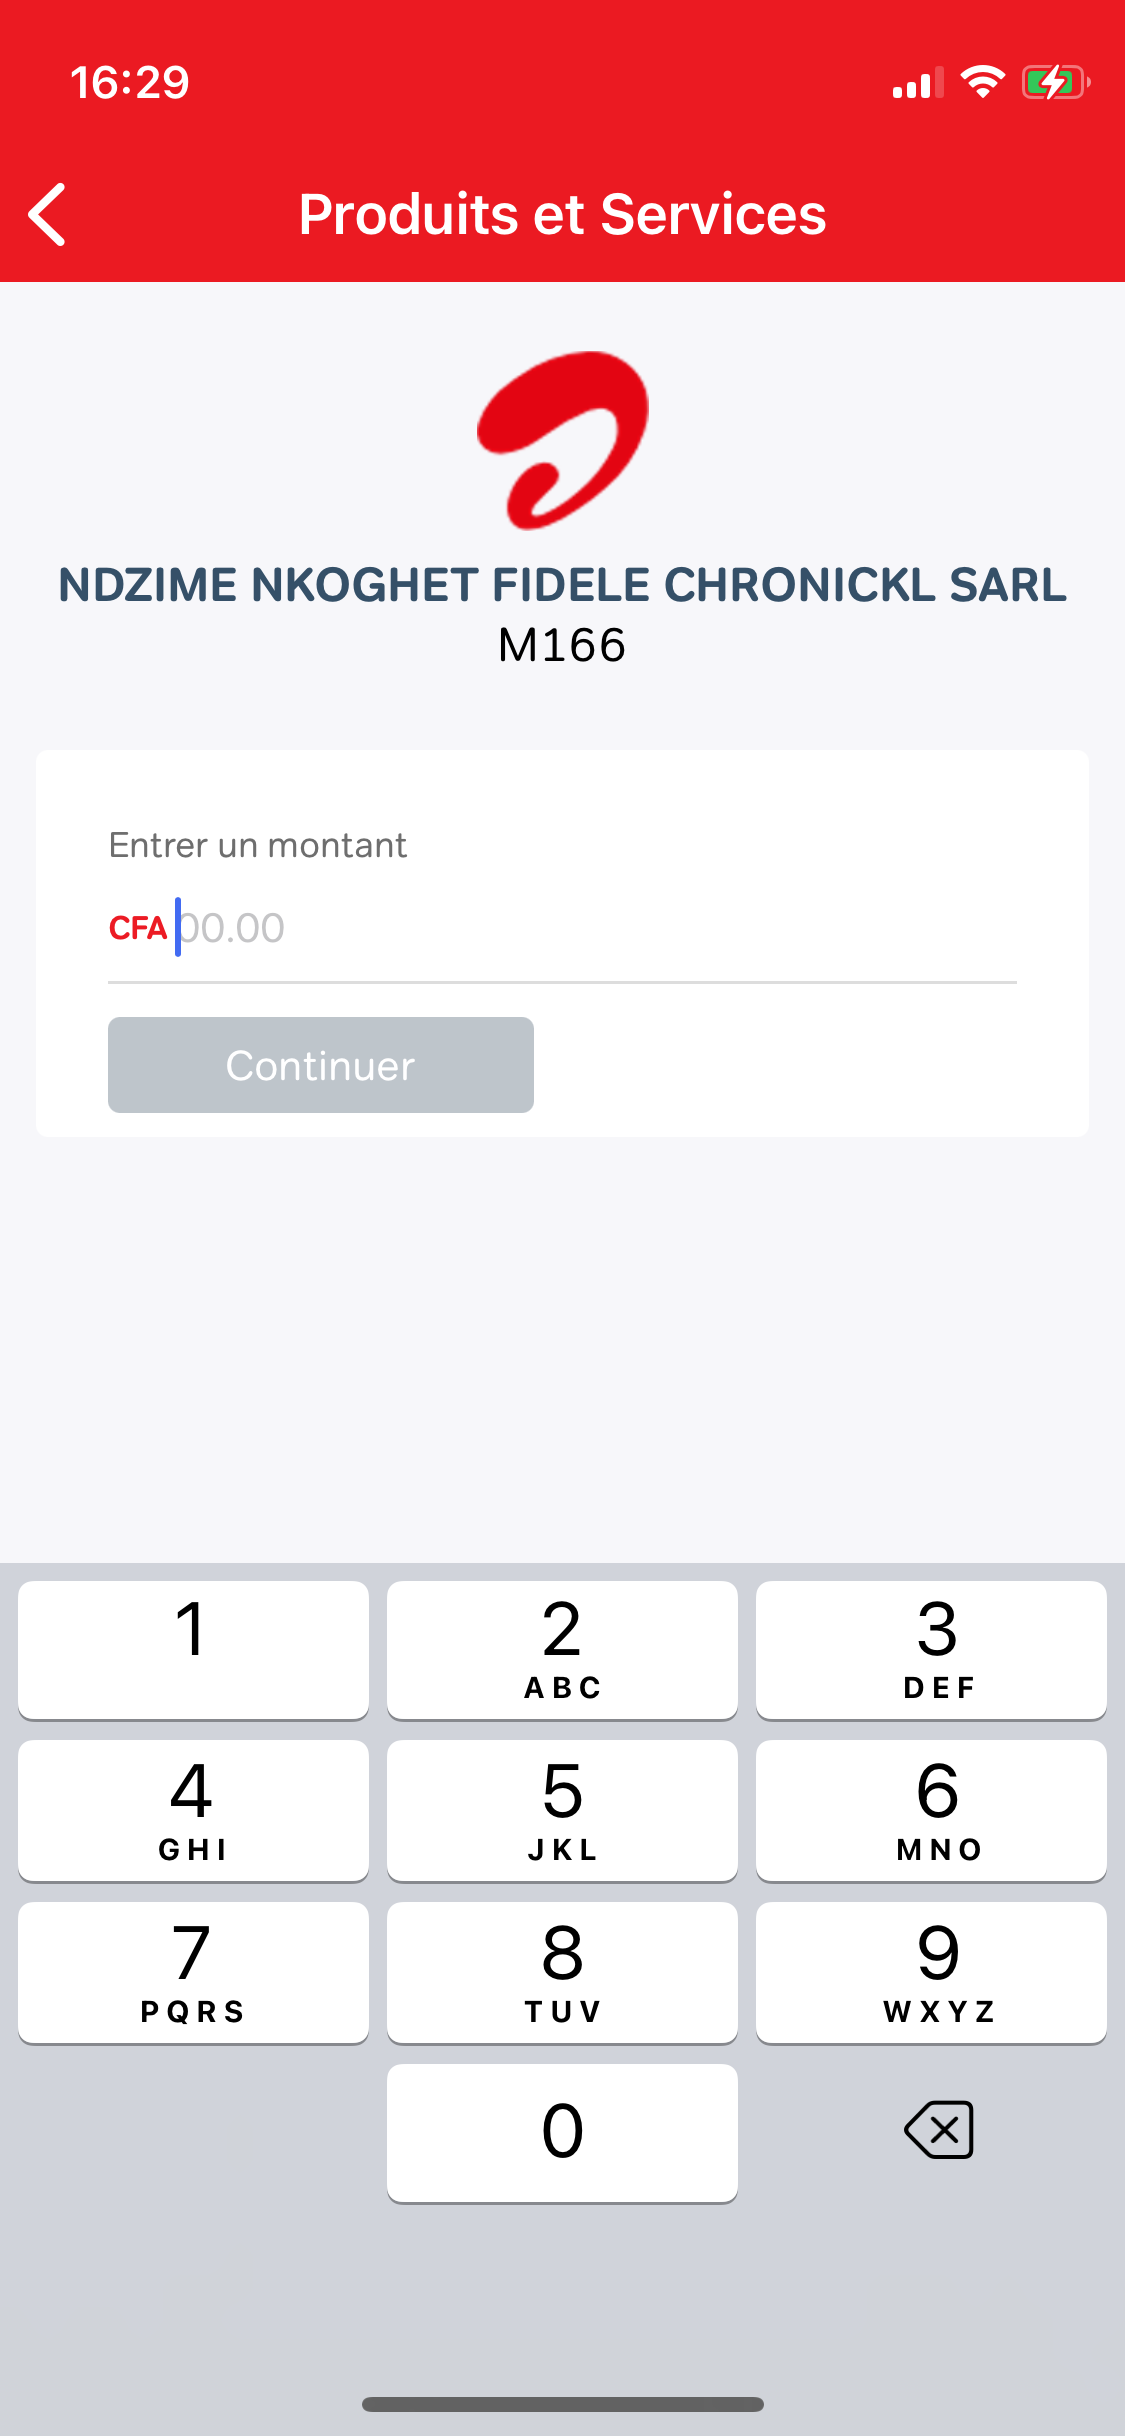 16:29
Produits et Services
NDZIME NKOGHET FIDELE CHRONICKL SARL
M166
Entrer un montant
CFA 00.00
Continuer
1 2 3
ABC DEF
4 5 6
GHI JKL MNO
7 8 9
PQRS TUV WXYZ
0